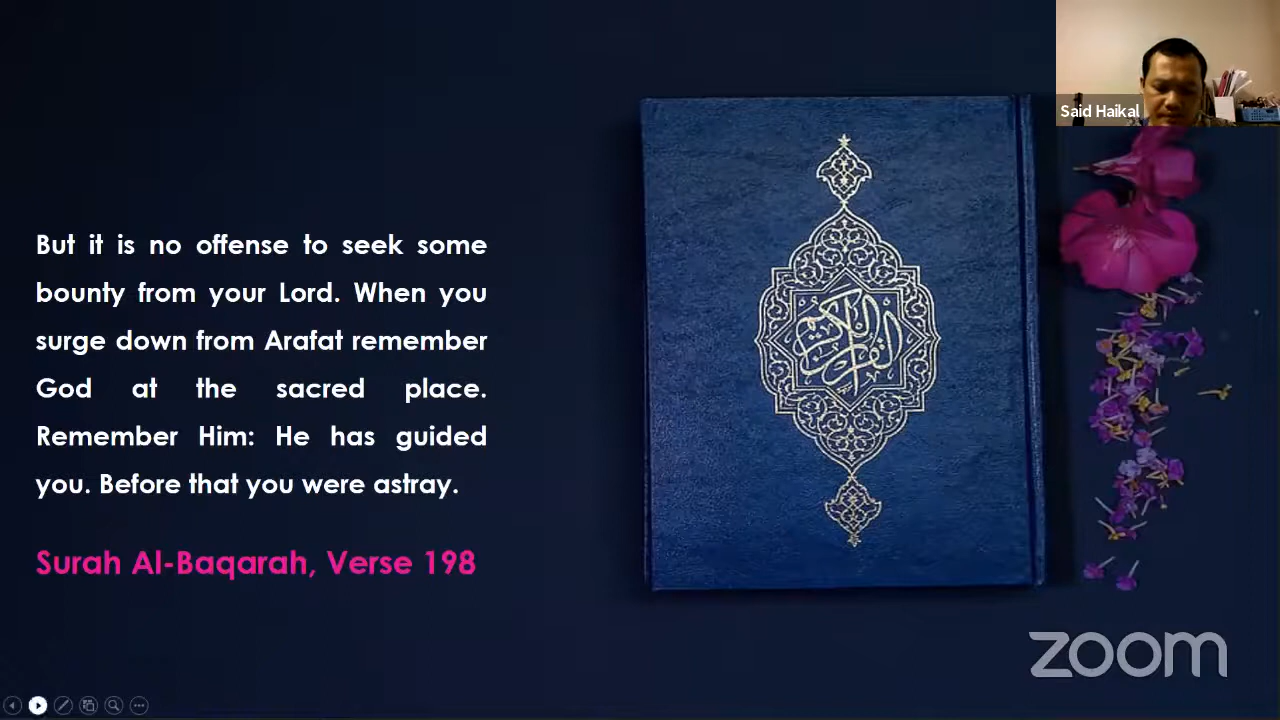 Said Haikal
But it is no offense to seek some
bounty from your Lord. When you
surge down from Arafat remember
God at the sacred place.
Remember Him: He has guided
you. Before that you were astray.
Surah Al-Baqarah, Verse 198
القرآن الكريم
zoom